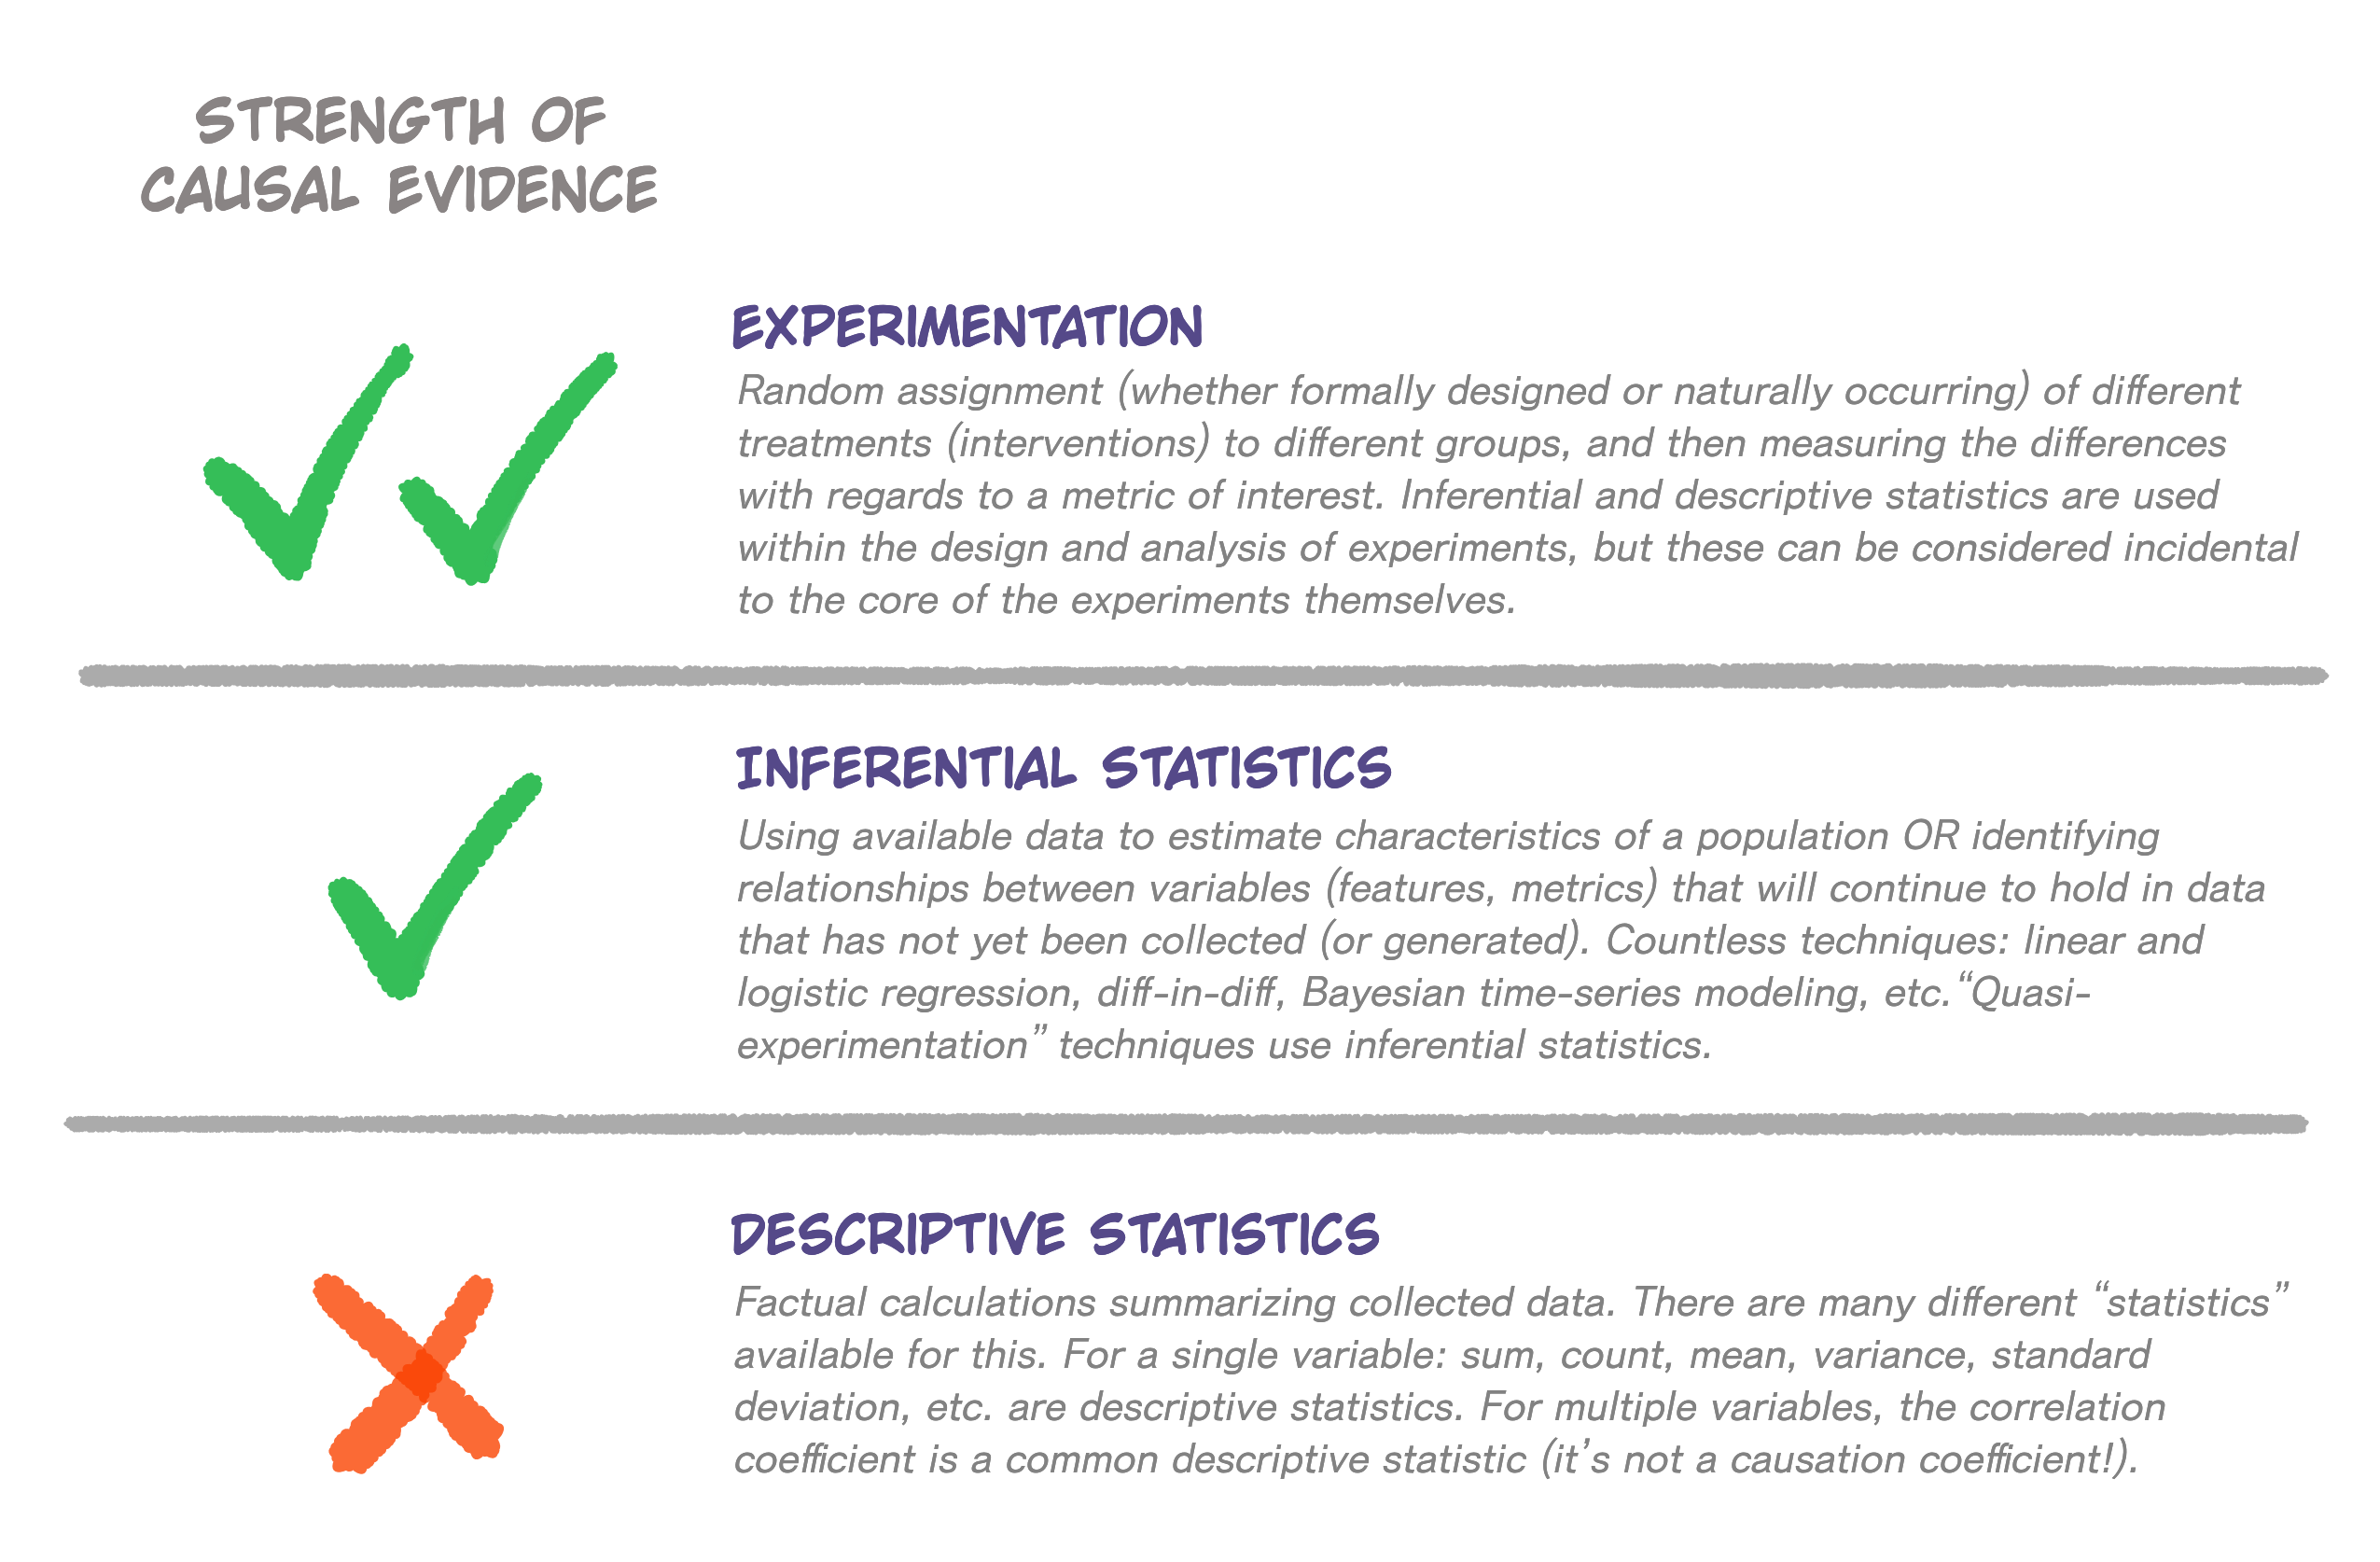 STRENGTH OF
CAUSAL EVIDENCE
EXPERIMENTATION
Random assignment (whether formally designed or naturally occurring) of different
treatments (interventions) to different groups, and then measuring the differences
with regards to a metric of interest. Inferential and descriptive statistics are used
within the design and analysis of experiments, but these can be considered incidental
to the core of the experiments themselves.
INFERENTIAL STATISTICS
Using available data to estimate characteristics of a population OR identifying
relationships between variables (features, metrics) that will continue to hold in data
that has not yet been collected (or generated). Countless techniques: linear and
logistic regression, diff-in-diff, Bayesian time-series modeling, etc.“Quasi-
experimentation” techniques use inferential statistics.
DESCRIPTIVE STATISTICS
Factual calculations summarizing collected data. There are many different “statistics”
available for this. For a single variable: sum, count, mean, variance, standard
deviation, etc. are descriptive statistics. For multiple variables, the correlation
coefficient is a common descriptive statistic (it’s not a causation coefficient!).